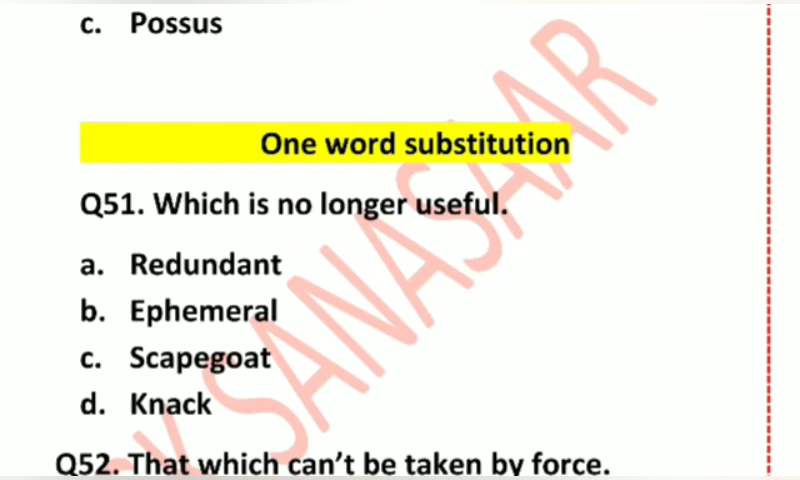 c. Possus
One word substitution
Q51. Which is no longer useful.
a. Redundant
b. Ephemeral
c. Scapegoat
d. Knack
Q52. That which can't be taken by force.
SANASAAR